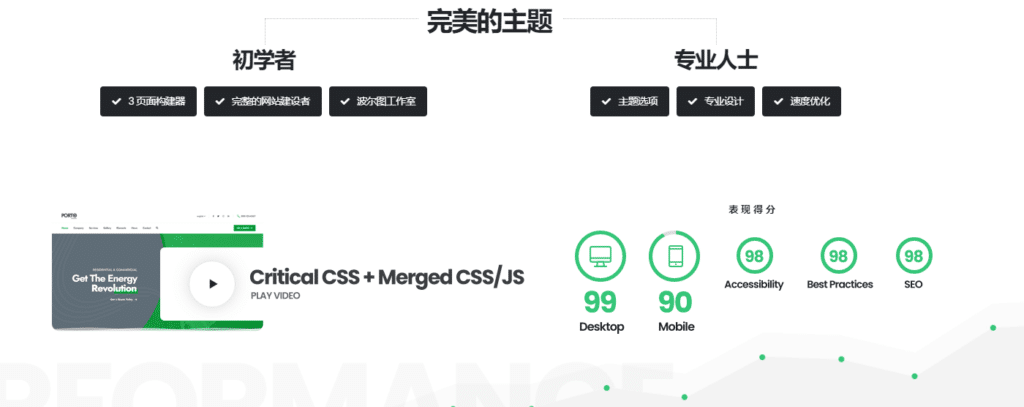 完美的主题
初学者
专业人士
3 页面构建器
完整的网站建设者
波尔图工作室
主题选项
专业设计
速度优化
PORTO
Get The Energy
Revolution
Critical CSS + Merged CSS/JS
PLAY VIDEO
表现得分
99
Desktop
90
Mobile
98
Accessibility
98
Best Practices
98
SEO
RFORMANCE